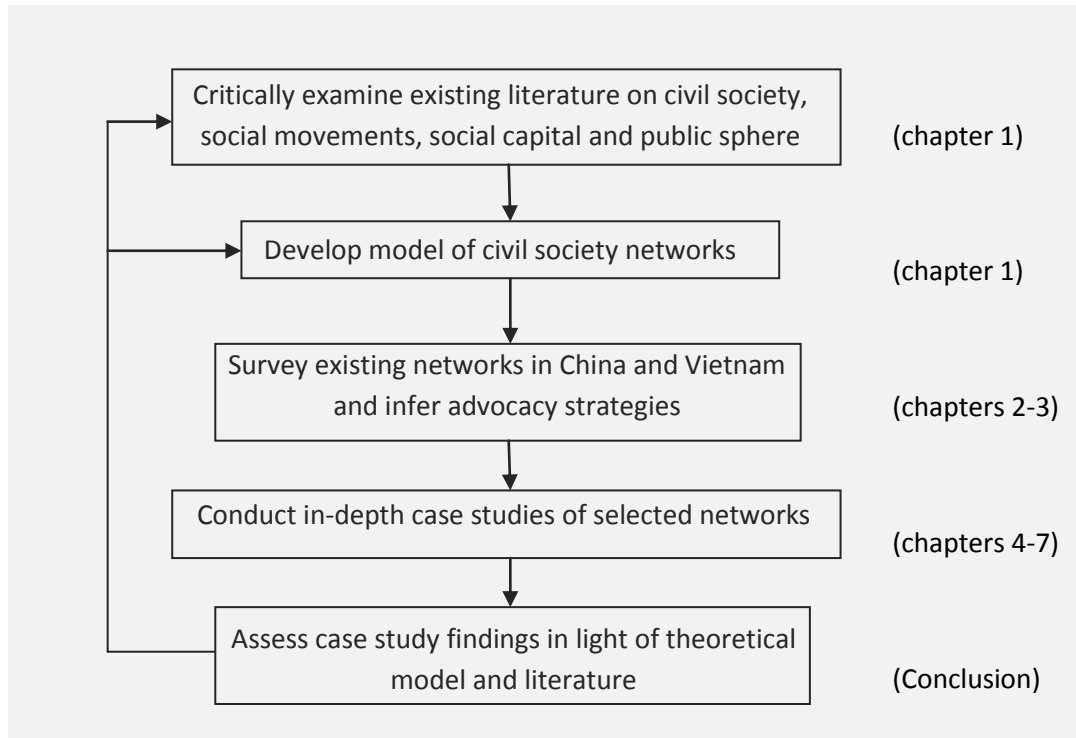 Critically examine existing literature on civil society,
social movements, social capital and public sphere
(chapter 1)
Develop model of civil society networks
(chapter 1)
Survey existing networks in China and Vietnam
and infer advocacy strategies
(chapters 2-3)
Conduct in-depth case studies of selected networks
(chapters 4-7)
Assess case study findings in light of theoretical
model and literature
(Conclusion)